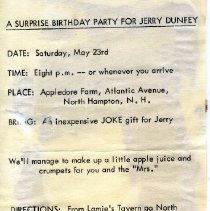 A SURPRISE BIRTHDAY PARTY FOR JERRY DUNFEY
DATE: Saturday, May 23rd
TIME: Eight p.m. -- or whenever you arrive
PLACE: Appledore Farm, Atlantic Avenue,
North Hampton, N. H.
BRING: An inexpensive JOKE gift for Jerry
We'll manage to make up a little apple juice and
crumpets for you and the "Mrs."
DIRECTIONS: From Lamie's Tavern go North